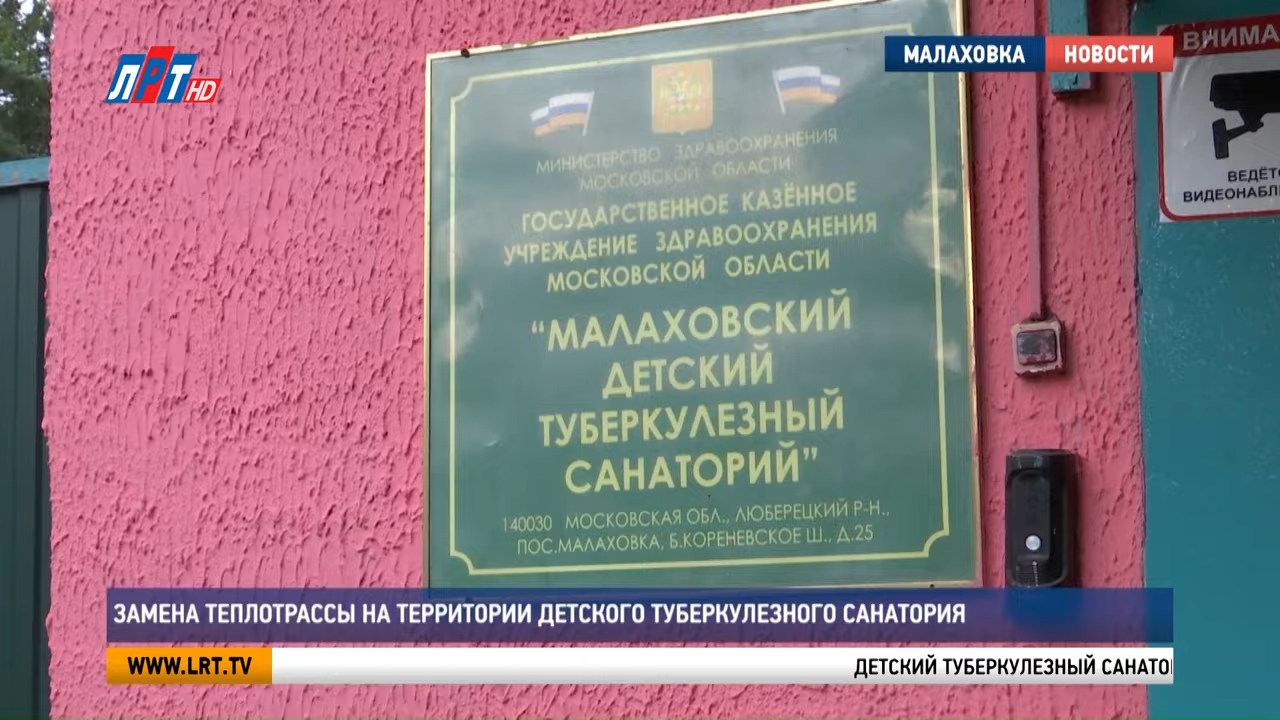 ЛРТ HD
МАЛАХОВКА НОВОСТИ
МИНИСТЕРСТВО ЗДРАВООХРАНЕНИЯ
МОСКОВСКОЙ ОБЛАСТИ
ГОСУДАРСТВЕННОЕ КАЗЁННОЕ
УЧРЕЖДЕНИЕ ЗДРАВООХРАНЕНИЯ
МОСКОВСКОЙ ОБЛАСТИ
“МАЛАХОВСКИЙ
ДЕТСКИЙ
ТУБЕРКУЛЕЗНЫЙ
САНАТОРИЙ”
140030 МОСКОВСКАЯ ОБЛ., ЛЮБЕРЕЦКИЙ Р-Н.,
ПОС.МАЛАХОВКА, Б.КОРЕНЕВСКОЕ Ш., Д.25
ВНИМА
ВЕДЁТС
ВИДЕОНАБЛ
ЗАМЕНА ТЕПЛОТРАССЫ НА ТЕРРИТОРИИ ДЕТСКОГО ТУБЕРКУЛЕЗНОГО САНАТОРИЯ
WWW.LRT.TV ДЕТСКИЙ ТУБЕРКУЛЕЗНЫЙ САНАТО